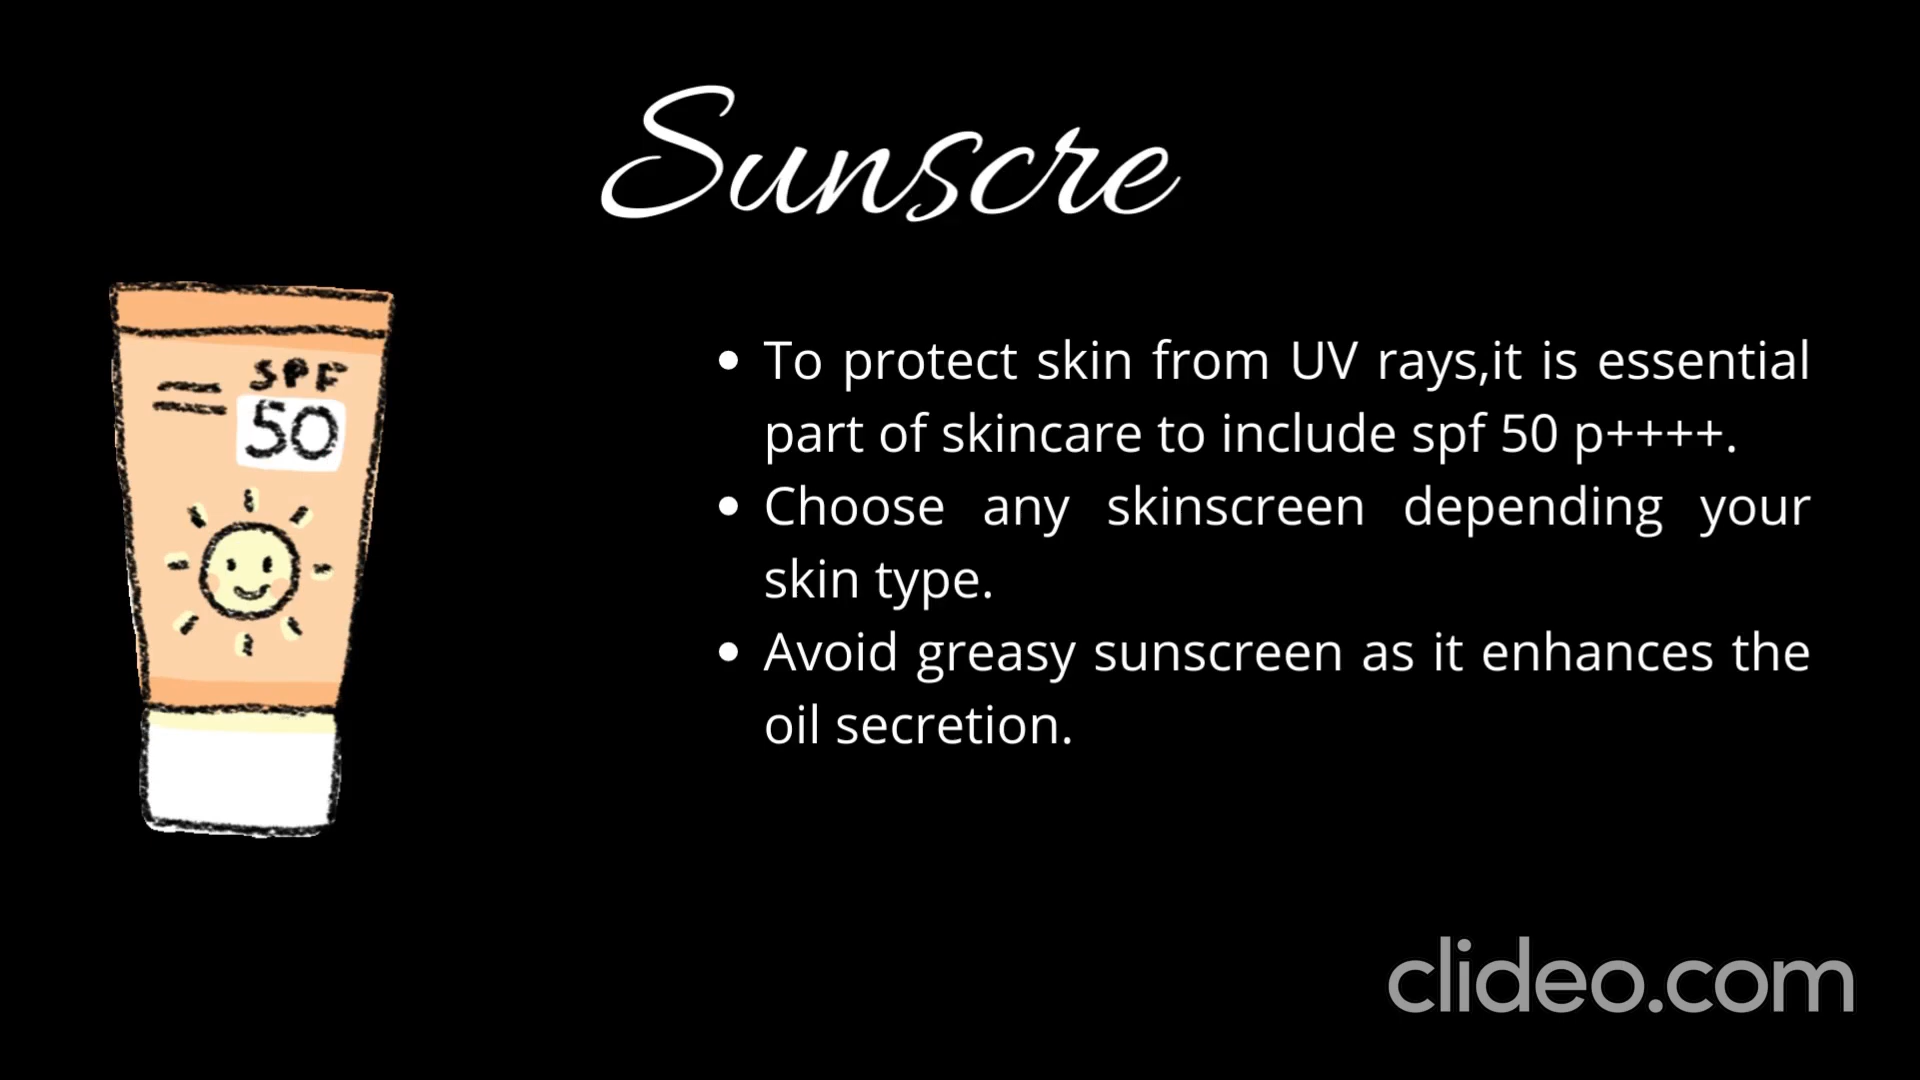 Sunscre
SPF
50
• To protect skin from UV rays,it is essential
part of skincare to include spf 50 p++++.
• Choose any skinscreen depending your
skin type.
• Avoid greasy sunscreen as it enhances the
oil secretion.
clideo.com